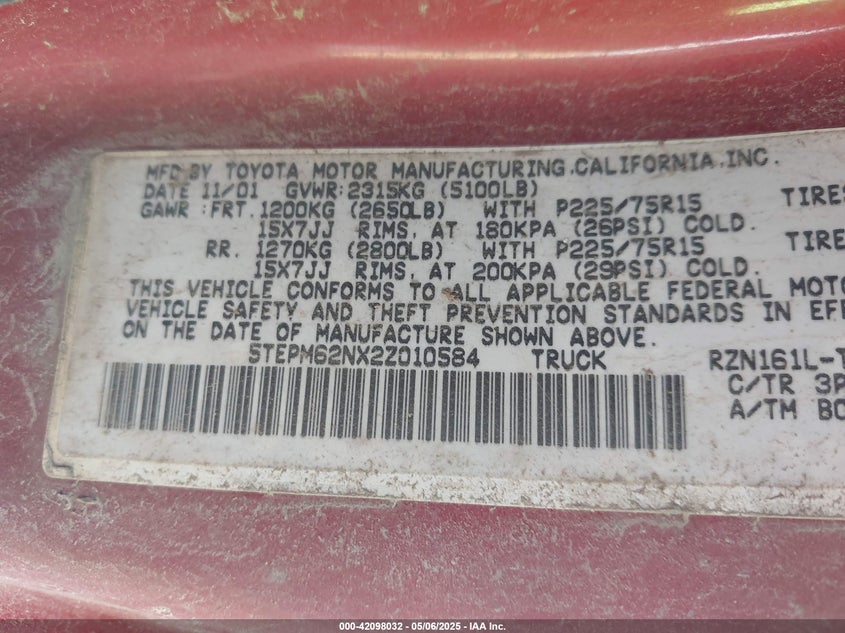 MFD BY TOYOTA MOTOR MANUFACTURING.CALIFORNIA.INC.
DATE 11/01 GVWR:2315KG (5100LB)
GAWR :FRT. 1200KG (2650LB) WITH P225/75R15 TIRES
15X7JJ RIMS, AT 180KPA (26PSI) COLD.
RR. 1270KG (2800LB) WITH P225/75R15 TIRE
15X7JJ RIMS, AT 200KPA (29PSI) COLD.
THIS VEHICLE CONFORMS TO ALL APPLICABLE FEDERAL MOTO
VEHICLE SAFETY AND THEFT PREVENTION STANDARDS IN EFF
ON THE DATE OF MANUFACTURE SHOWN ABOVE.
5TEPM62NX2Z010584 TRUCK RZN161L-T
C/TR 3P
A/TM BO
000-42098032 - 05/06/2025 - IAA Inc.